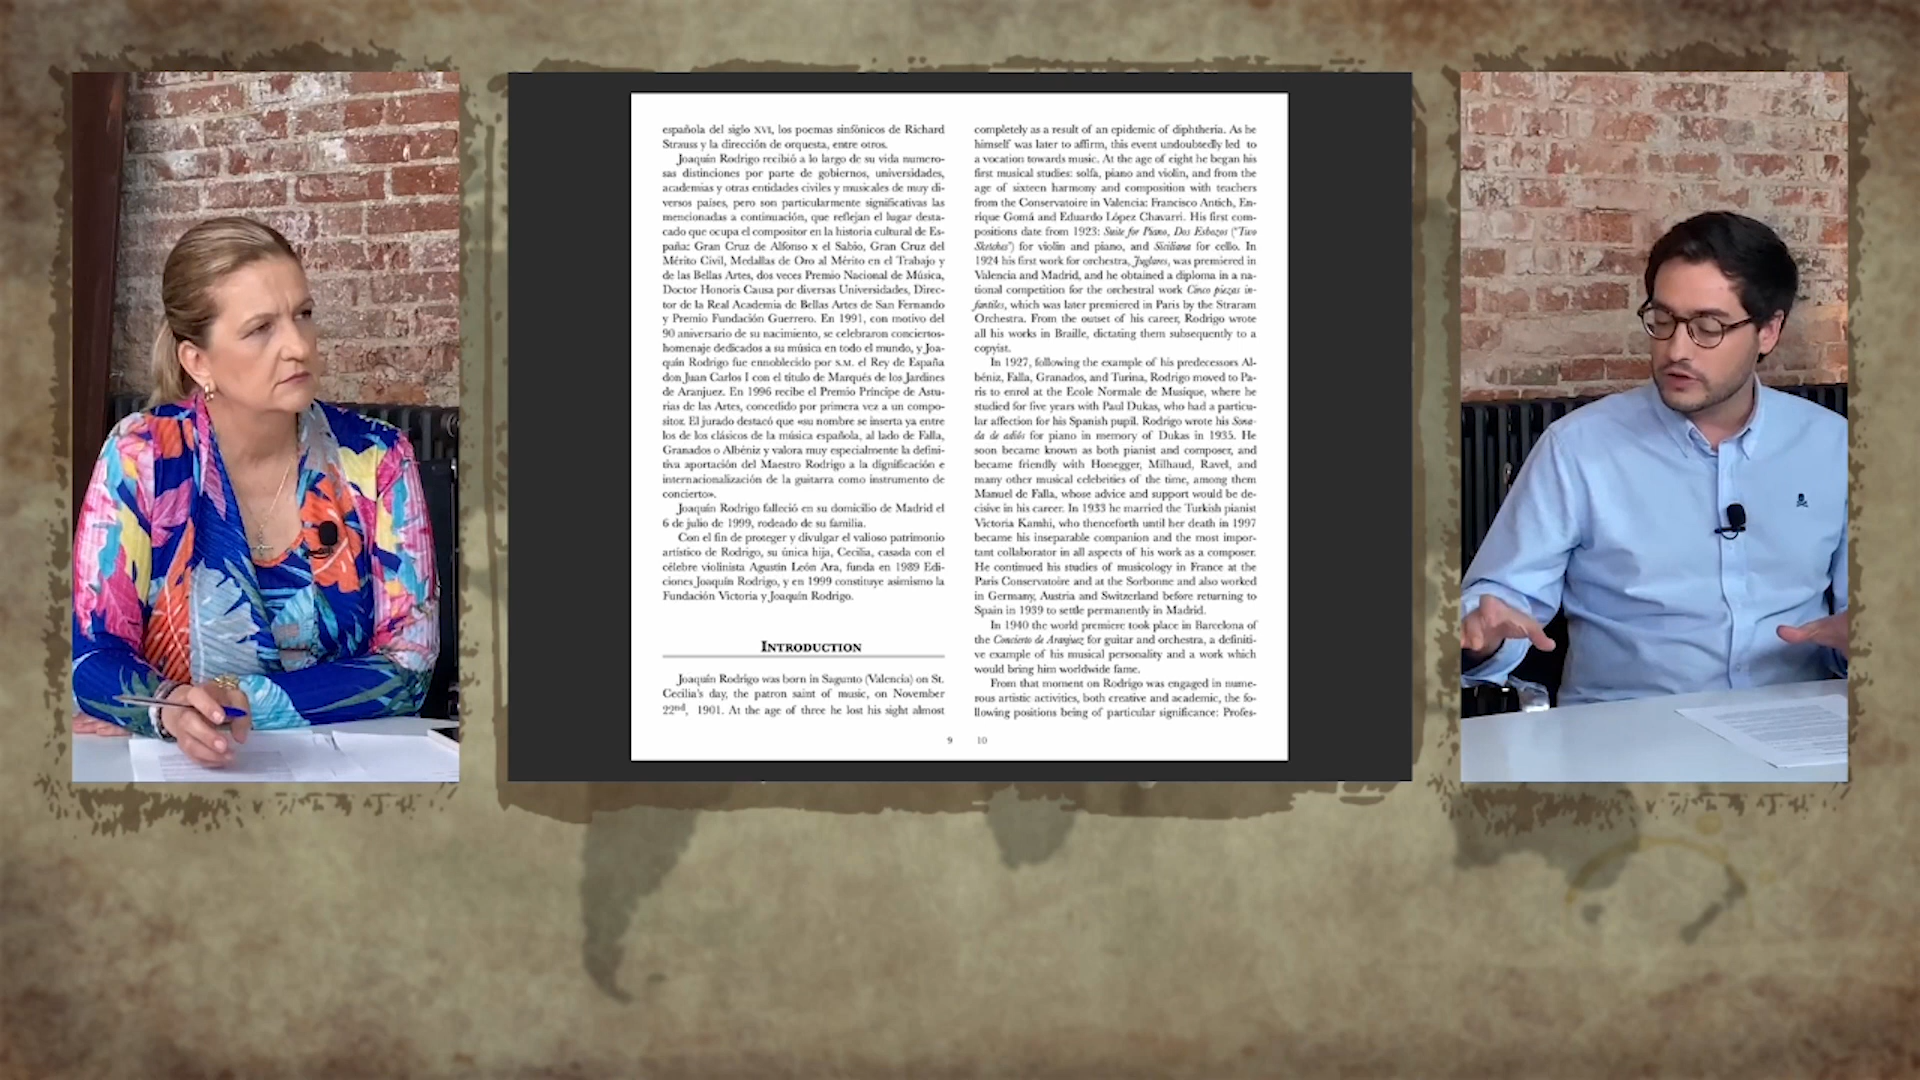 española del siglo XVI, los poemas sinfónicos de Richard
Strauss y la dirección de orquesta, entre otros.
Joaquín Rodrigo recibió a lo largo de su vida numero-
sas distinciones por parte de gobiernos, universidades,
academias y otras entidades civiles y musicales de muy di-
versos países, pero son particularmente significativas las
mencionadas a continuación, que reflejan el lugar desta-
cado que ocupa el compositor en la historia cultural de Es-
paña: Gran Cruz de Alfonso x el Sabio, Gran Cruz del
Mérito Civil, Medallas de Oro al Mérito en el Trabajo y
de las Bellas Artes, dos veces Premio Nacional de Música,
Doctor Honoris Causa por diversas Universidades, Direc-
tor de la Real Academia de Bellas Artes de San Fernando
y Premio Fundación Guerrero. En 1991, con motivo del
90 aniversario de su nacimiento, se celebraron conciertos-
homenaje dedicados a su música en todo el mundo, y Joa-
quín Rodrigo fue ennoblecido por S.M. el Rey de España
don Juan Carlos I con el título de Marqués de los Jardines
de Aranjuez. En 1996 recibe el Premio Príncipe de Astu-
rias de las Artes, concedido por primera vez a un compo-
sitor. El jurado destacó que «su nombre se inserta ya entre
los de los clásicos de la música española, al lado de Falla,
Granados o Albéniz y valora muy especialmente la defini-
tiva aportación del Maestro Rodrigo a la dignificación e
internacionalización de la guitarra como instrumento de
concierto».
Joaquín Rodrigo falleció en su domicilio de Madrid el
6 de julio de 1999, rodeado de su familia.
Con el fin de proteger y divulgar el valioso patrimonio
artístico de Rodrigo, su única hija, Cecilia, casada con el
célebre violinista Agustín León Ara, funda en 1989 Edi-
ciones Joaquín Rodrigo, y en 1999 constituye asimismo la
Fundación Victoria y Joaquín Rodrigo.
INTRODUCTION
Joaquín Rodrigo was born in Sagunto (Valencia) on St.
Cecilia's day, the patron saint of music, on November
22nd, 1901. At the age of three he lost his sight almost
9
completely as a result of an epidemic of diphtheria. As he
himself was later to affirm, this event undoubtedly led to
a vocation towards music. At the age of eight he began his
first musical studies: solfa, piano and violin, and from the
age of sixteen harmony and composition with teachers
from the Conservatoire in Valencia: Francisco Antich, En-
rique Gomá and Eduardo López Chavarri. His first com-
positions date from 1923: Suite for Piano, Dos Esbozos ("Two
Sketches") for violin and piano, and Siciliana for cello. In
1924 his first work for orchestra, Juglares, was premiered in
Valencia and Madrid, and he obtained a diploma in a na-
tional competition for the orchestral work Cinco piezas in-
fantiles, which was later premiered in Paris by the Straram
Orchestra. From the outset of his career, Rodrigo wrote
all his works in Braille, dictating them subsequently to a
copyist.
In 1927, following the example of his predecessors Al-
béniz, Falla, Granados, and Turina, Rodrigo moved to Pa-
ris to enrol at the Ecole Normale de Musique, where he
studied for five years with Paul Dukas, who had a particu-
lar affection for his Spanish pupil. Rodrigo wrote his Sona-
da de adiós for piano in memory of Dukas in 1935. He
soon became known as both pianist and composer, and
became friendly with Honegger, Milhaud, Ravel, and
many other musical celebrities of the time, among them
Manuel de Falla, whose advice and support would be de-
cisive in his career. In 1933 he married the Turkish pianist
Victoria Kamhi, who thenceforth until her death in 1997
became his inseparable companion and the most impor-
tant collaborator in all aspects of his work as a composer.
He continued his studies of musicology in France at the
Paris Conservatoire and at the Sorbonne and also worked
in Germany, Austria and Switzerland before returning to
Spain in 1939 to settle permanently in Madrid.
In 1940 the world premiere took place in Barcelona of
the Concierto de Aranjuez for guitar and orchestra, a definiti-
ve example of his musical personality and a work which
would bring him worldwide fame.
From that moment on Rodrigo was engaged in nume-
rous artistic activities, both creative and academic, the fo-
llowing positions being of particular significance: Profes-
10